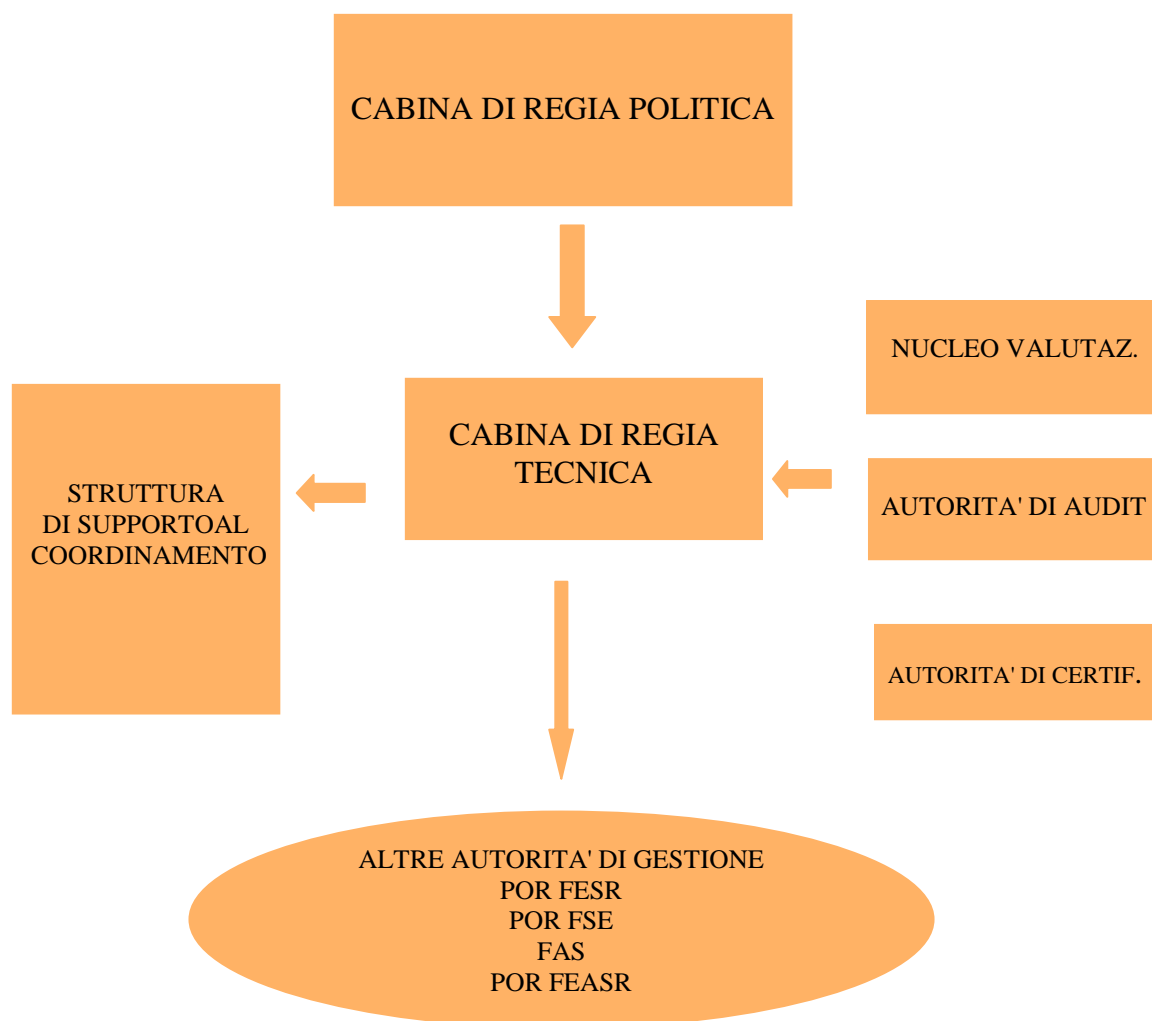 CABINA DI REGIA POLITICA
NUCLEO VALUTAZ.
CABINA DI REGIA
TECNICA
STRUTTURA
DI SUPPORTOAL
COORDINAMENTO
AUTORITA' DI AUDIT
AUTORITA' DI CERTIF.
ALTRE AUTORITA' DI GESTIONE
POR FESR
POR FSE
FAS
POR FEASR